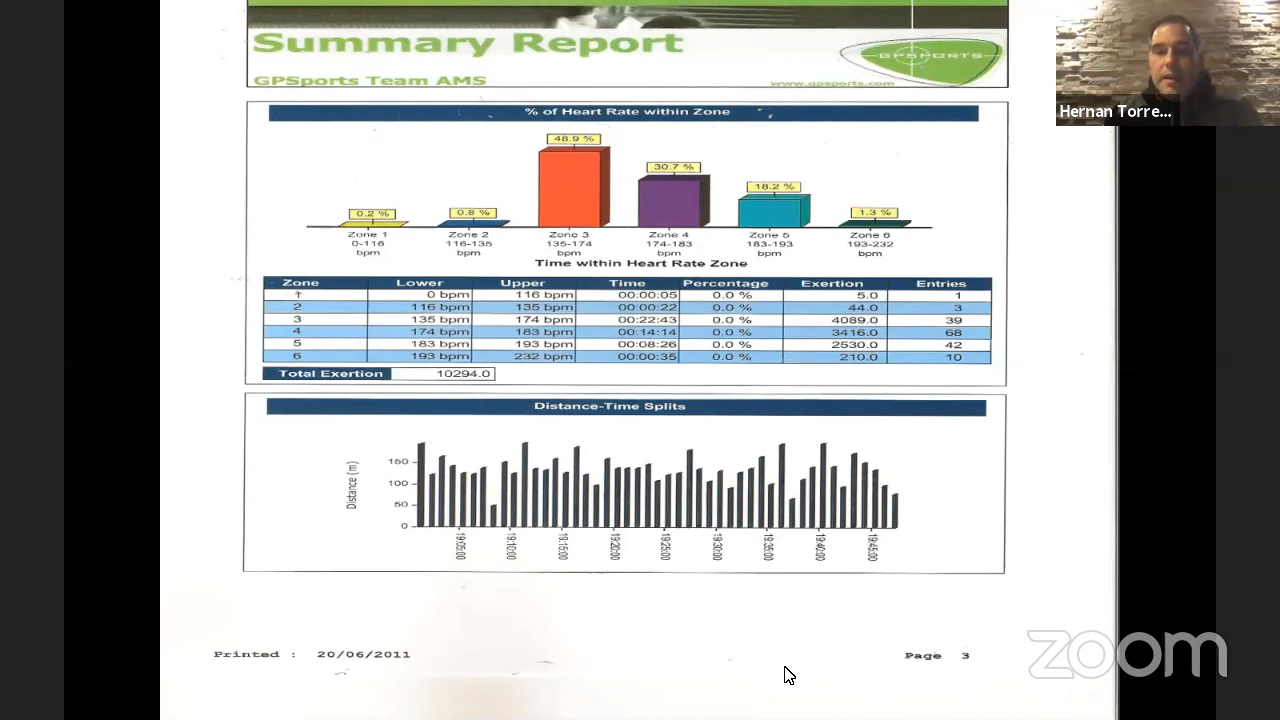 Summary Report
GPSports Team AMS
GPSPORTS
www.gpsports.com
Hernan Torre...
% of Heart Rate within Zone
48.9 %
30.7 %
18.2 %
0.2 %
0.8 %
1.3 %
Zone 1 Zone 2 Zone 3 Zone 4 Zone 5 Zone 6
0-116 116-135 135-174 174-183 183-193 193-232
bpm bpm bpm bpm bpm bpm
Time within Heart Rate Zone
Zone Lower Upper Time Percentage Exertion Entries
1 0 bpm 116 bpm 00:00:05 0.0 % 5.0 1
2 116 bpm 135 bpm 00:00:22 0.0 % 44.0 3
3 135 bpm 174 bpm 00:22:43 0.0 % 4089.0 39
4 174 bpm 183 bpm 00:14:14 0.0 % 3416.0 68
5 183 bpm 193 bpm 00:08:26 0.0 % 2530.0 42
6 193 bpm 232 bpm 00:00:35 0.0 % 210.0 10
Total Exertion 10294.0
Distance-Time Splits
Distance (m)
150
100
50
0
19:05:00 19:10:00 19:15:00 19:20:00 19:25:00 19:30:00 19:35:00 19:40:00 19:45:00
Printed : 20/06/2011
Page 3
zoom